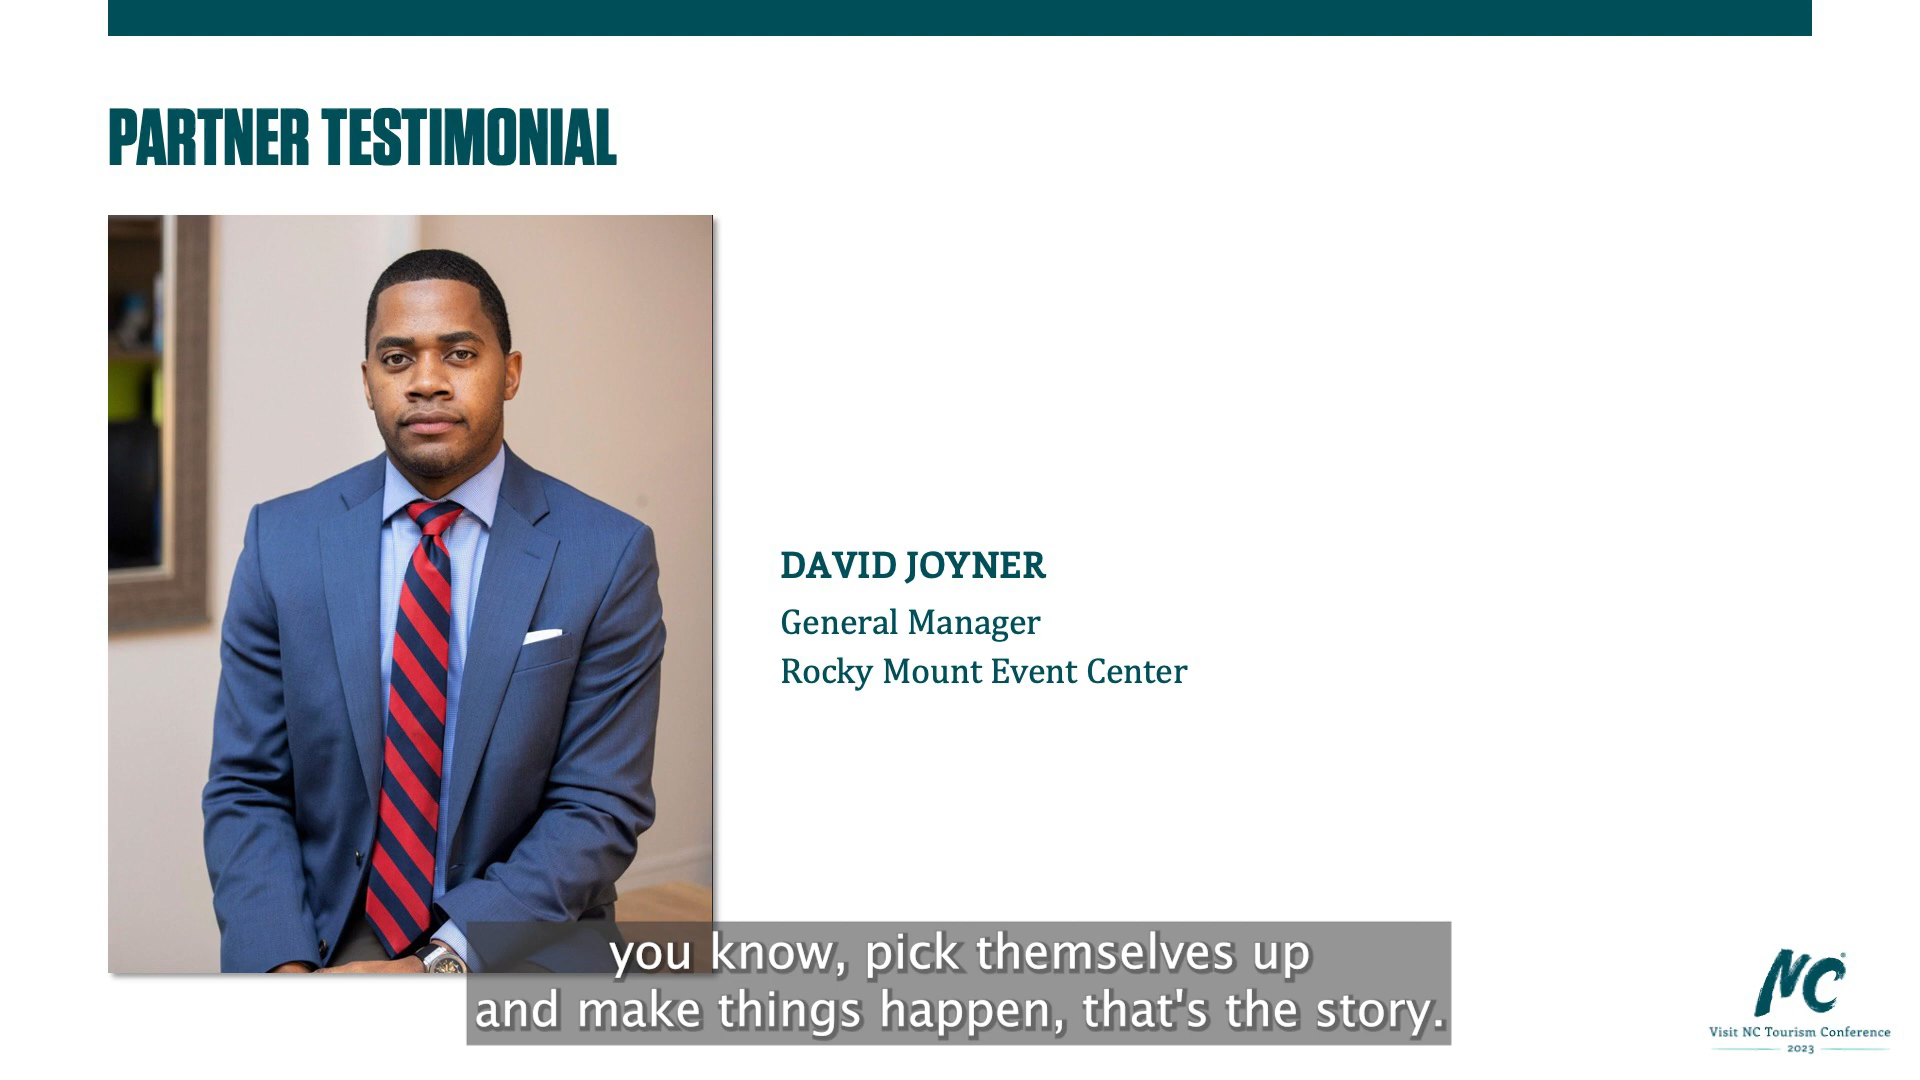 PARTNER TESTIMONIAL
DAVID JOYNER
General Manager
Rocky Mount Event Center
you know, pick themselves up
and make things happen, that's the story.
NC
Visit NC Tourism Conference
2023